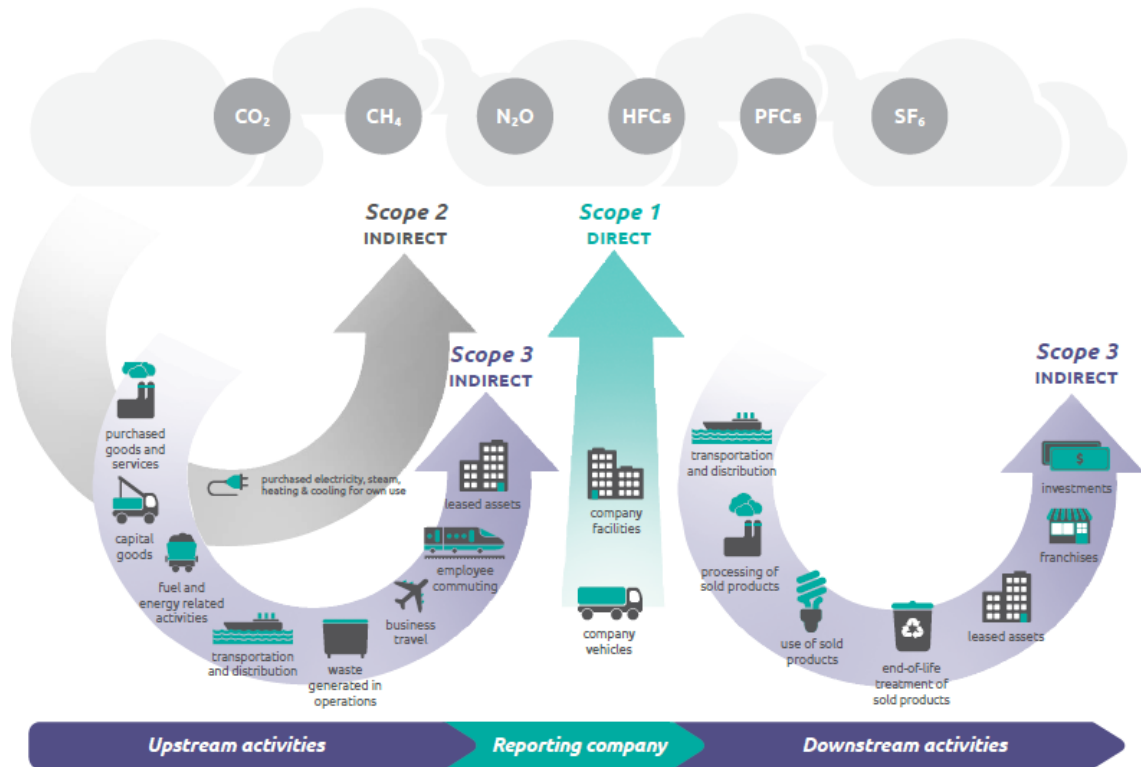 CO₂
CH₄
N₂O
HFCs
PFCs
SF₆
Scope 2
INDIRECT
Scope 1
DIRECT
Scope 3
INDIRECT
Scope 3
INDIRECT
purchased
goods and
services
capital
goods
fuel and
energy related
activities
purchased electricity, steam,
heating & cooling for own use
transportation
and distribution
waste
generated in
operations
business
travel
employee
commuting
leased assets
company
facilities
company
vehicles
transportation
and distribution
processing of
sold products
use of sold
products
end-of-life
treatment of
sold products
leased assets
franchises
$
investments
Upstream activities
Reporting company
Downstream activities